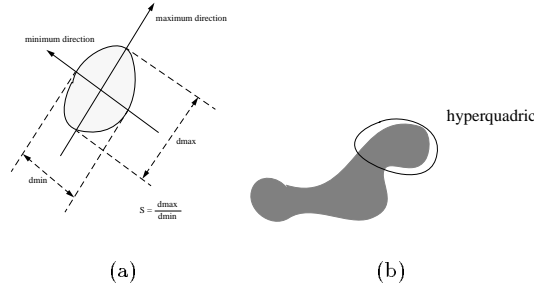 maximum direction
minimum direction
dmax
dmin
S = dmax
dmin
hyperquadric
(a)
(b)